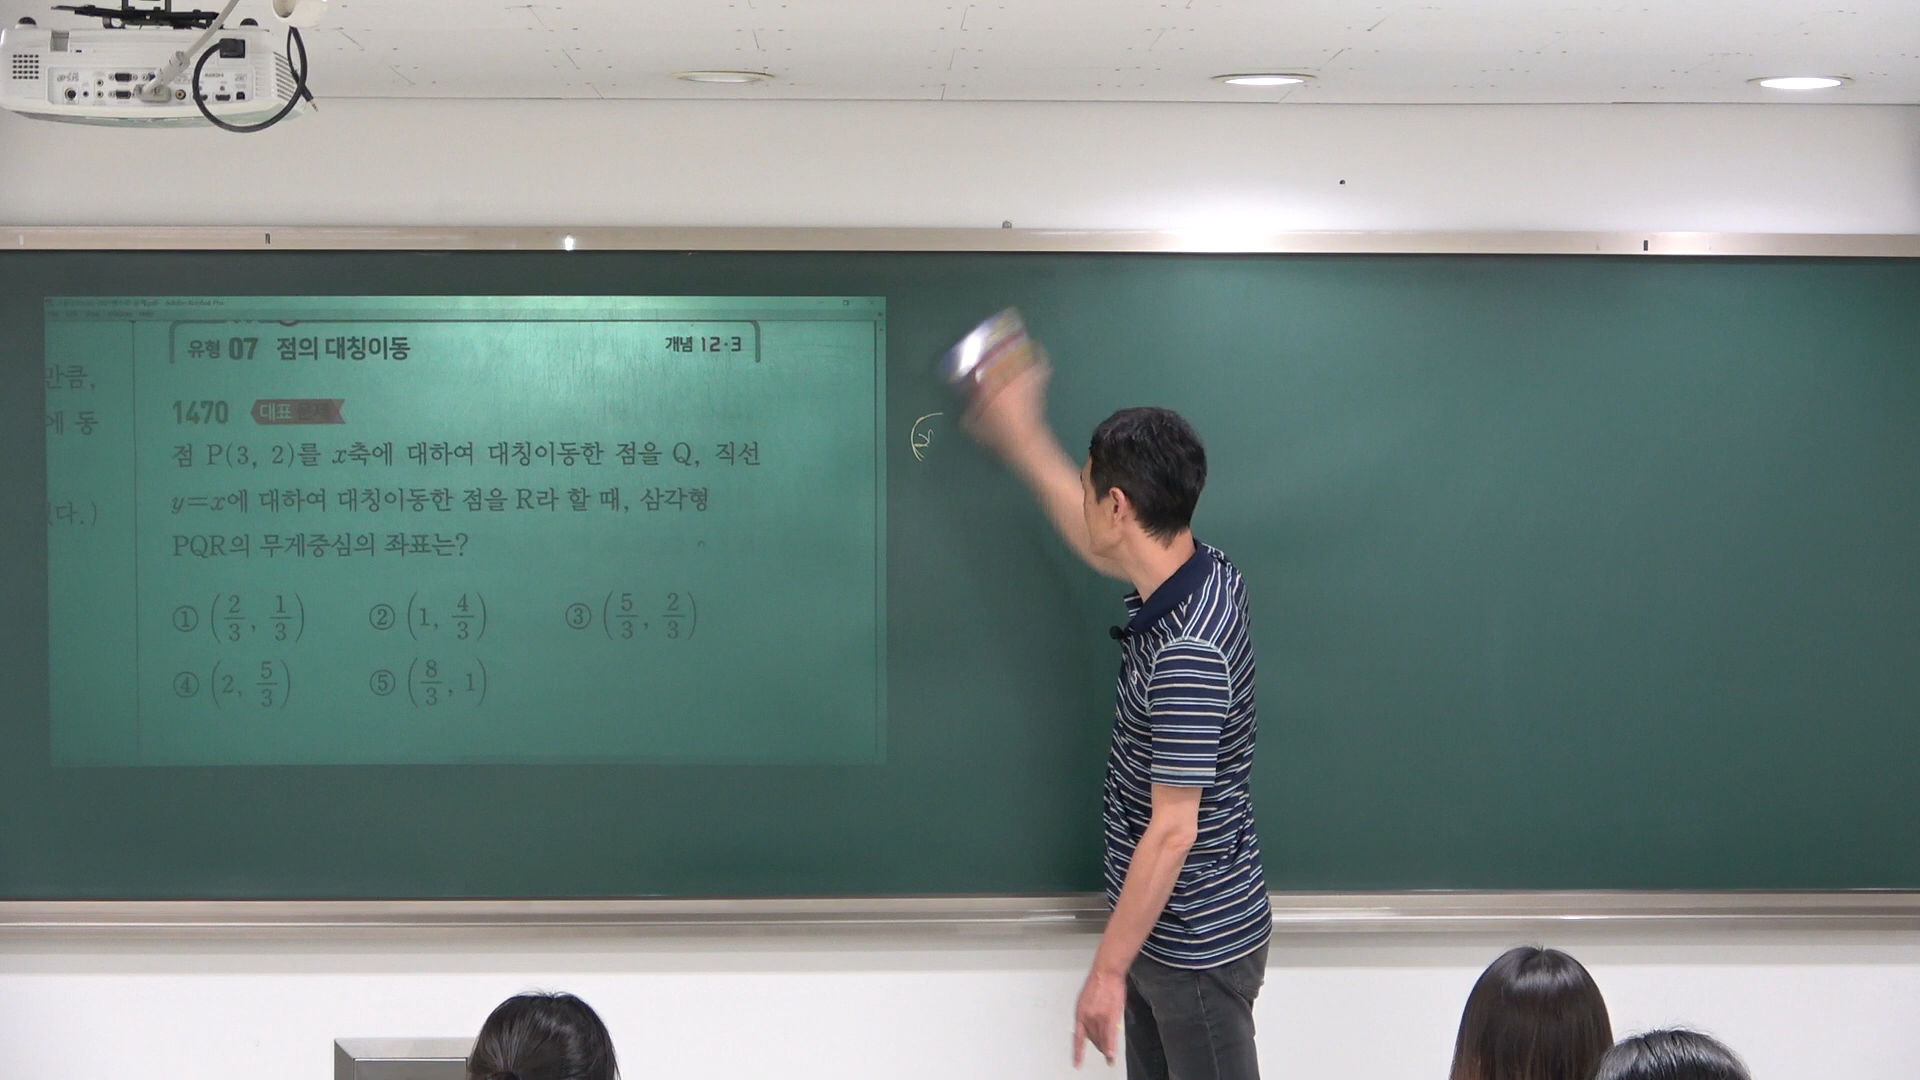 만큼,
에 동
다.)
유형 07 점의 대칭이동
개념 12·3
1470 대표 문제
점 P(3, 2)를 x축에 대하여 대칭이동한 점을 Q, 직선
y=x에 대하여 대칭이동한 점을 R라 할 때, 삼각형
PQR의 무게중심의 좌표는?
① (2/3, 1/3) ② (1, 4/3) ③ (5/3, 2/3)
④ (2, 5/3) ⑤ (8/3, 1)